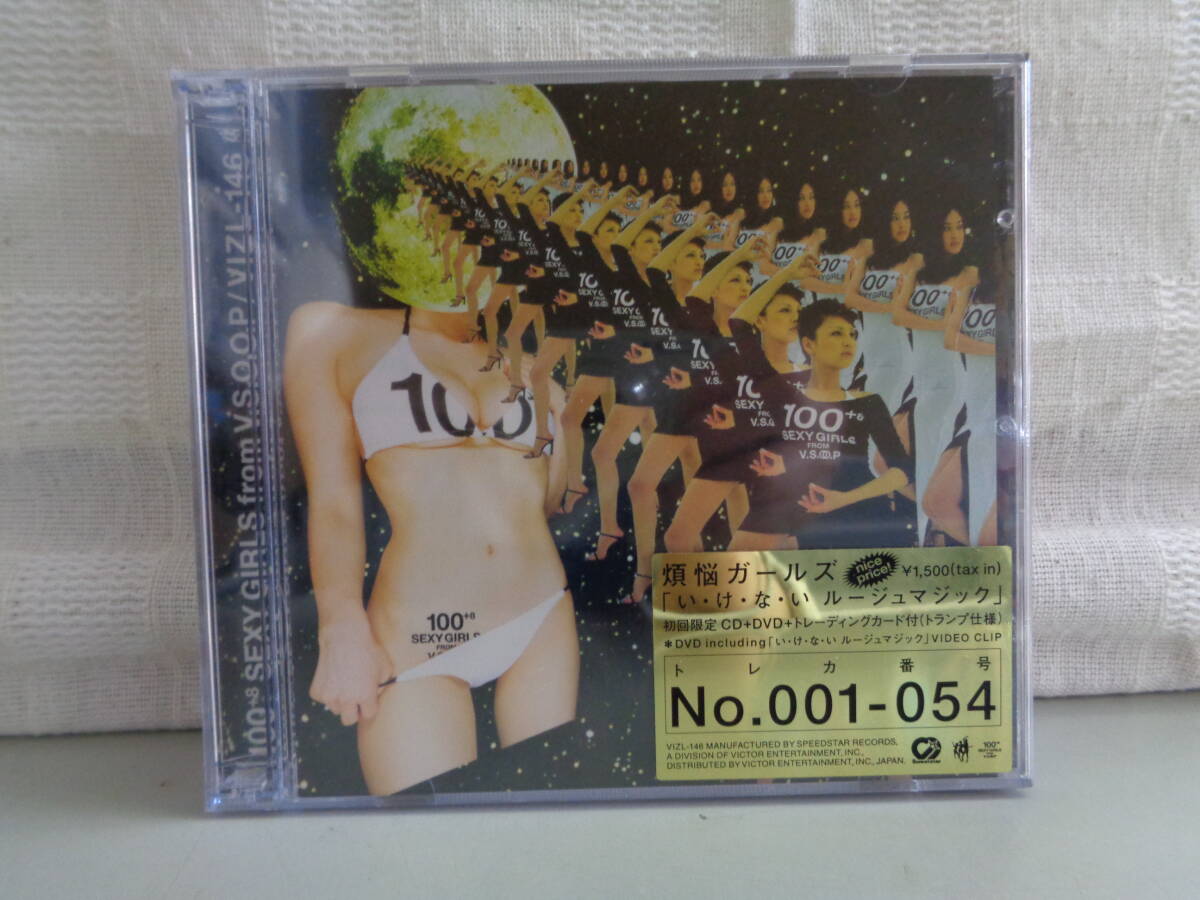 100+8 SEXY GIRLS from V.S.O.O.P / VIZL-146
100
100+8
SEXY GIRLS
FROM
100+8
SEXY GIRLS
FROM
V.S.O.O.P
煩悩ガールズ nice price! ¥1,500(tax in)
「い・け・な・い ルージュマジック」
初回限定 CD+DVD+トレーディングカード付(トランプ仕様)
*DVD including「い・け・な・い ルージュマジック」VIDEO CLIP
トレカ番号
No.001-054
VIZL-146 MANUFACTURED BY SPEEDSTAR RECORDS,
A DIVISION OF VICTOR ENTERTAINMENT, INC.,
DISTRIBUTED BY VICTOR ENTERTAINMENT, INC., JAPAN.
Speedstar